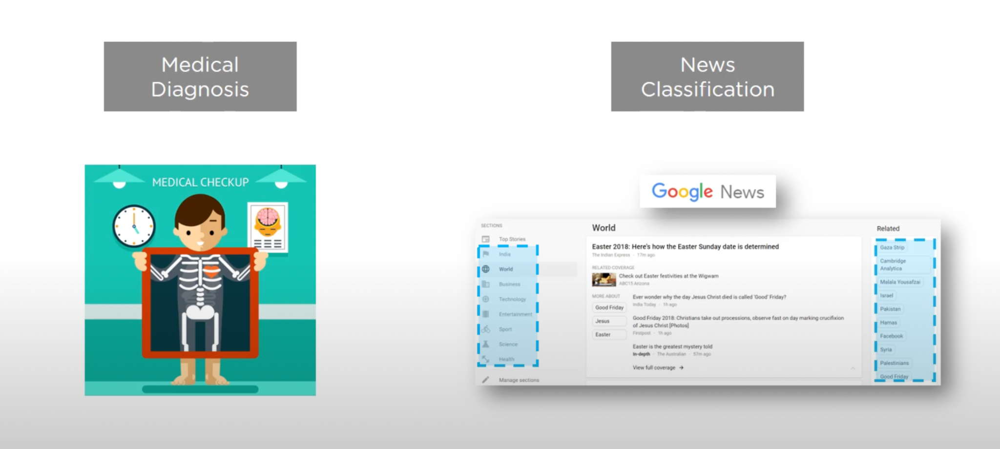 Medical
Diagnosis
News
Classification
MEDICAL CHECKUP
Google News
SECTIONS
Top Stories
India
World
Business
Technology
Entertainment
Sport
Science
Health
Manage sections
World
Easter 2018: Here's how the Easter Sunday date is determined
The Indian Express · 17m ago
RELATED COVERAGE
Check out Easter festivities at the Wigwam
ABC15 Arizona
MORE ABOUT
Good Friday
Jesus
Easter
Ever wonder why the day Jesus Christ died is called 'Good' Friday?
India Today · 1h ago
Good Friday 2018: Christians take out processions, observe fast on day marking crucifixion
of Jesus Christ [Photos]
Firstpost · 1h ago
Easter is the greatest mystery told
In-depth · The Australian · 57m ago
View full coverage →
Related
Gaza Strip
Cambridge
Analytica
Malala Yousafzai
Israel
Pakistan
Hamas
Facebook
Syria
Palestinians
Good Friday